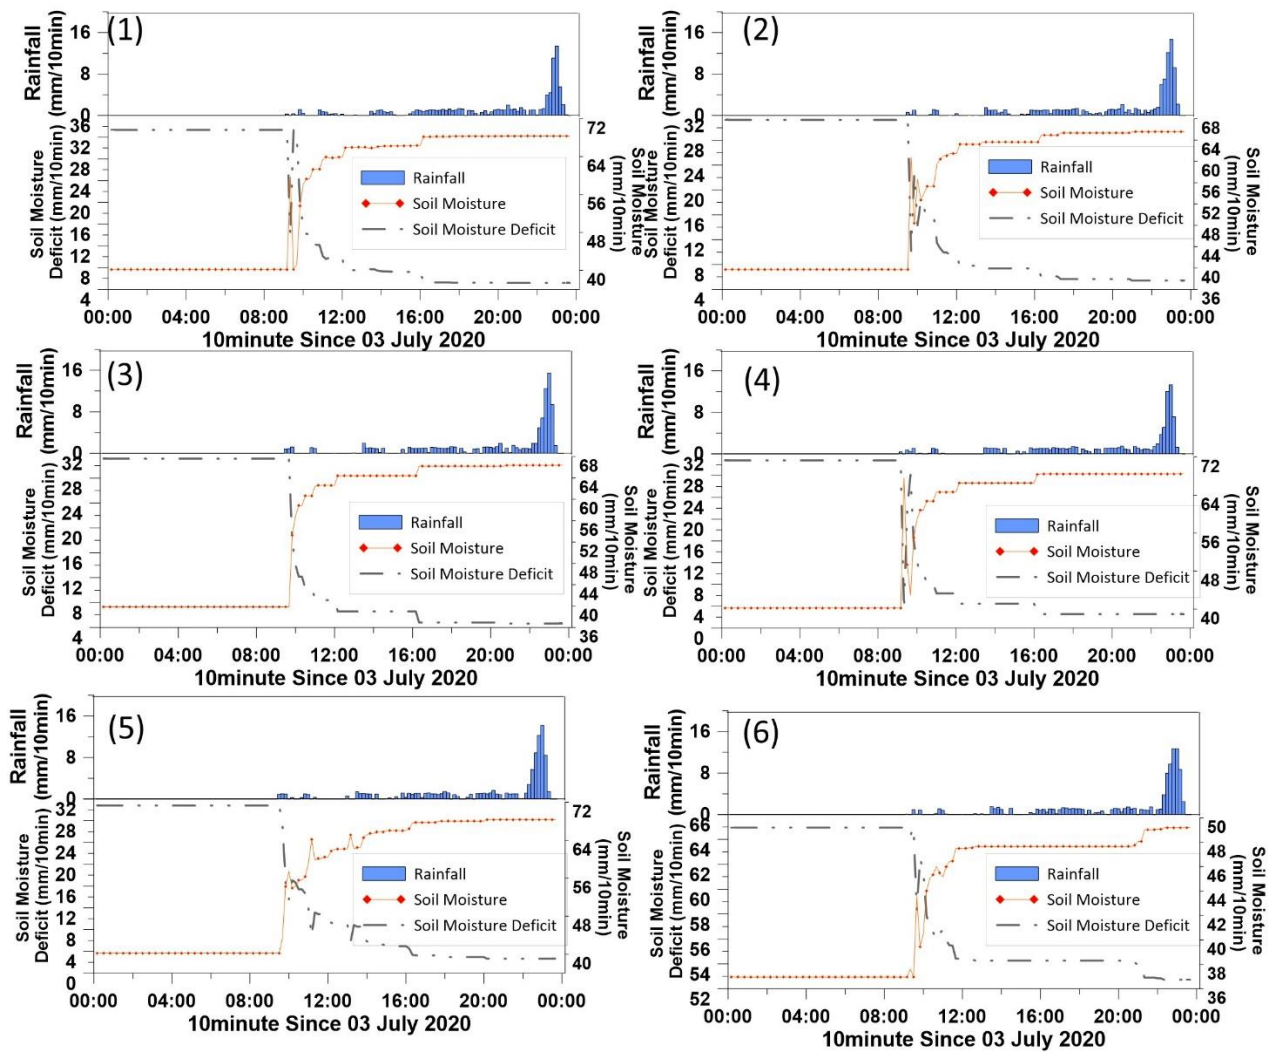 (1)
Rainfall
(mm/10min)
16
8
0
36
32
28
24
20
16
12
8
4
Soil Moisture
Deficit (mm/10min)
72
64
56
48
40
Soil Moisture
(mm/10min)
Rainfall
Soil Moisture
Soil Moisture Deficit
00:00 04:00 08:00 12:00 16:00 20:00 00:00
10minute Since 03 July 2020
(2)
Rainfall
(mm/10min)
16
8
0
32
28
24
20
16
12
8
4
Soil Moisture
Deficit (mm/10min)
68
64
60
56
52
48
44
40
36
Soil Moisture
(mm/10min)
Rainfall
Soil Moisture
Soil Moisture Deficit
00:00 04:00 08:00 12:00 16:00 20:00 00:00
10minute Since 03 July 2020
(3)
Rainfall
(mm/10min)
16
8
0
32
28
24
20
16
12
8
4
Soil Moisture
Deficit (mm/10min)
68
64
60
56
52
48
44
40
36
Soil Moisture
(mm/10min)
Rainfall
Soil Moisture
Soil Moisture Deficit
00:00 04:00 08:00 12:00 16:00 20:00 00:00
10minute Since 03 July 2020
(4)
Rainfall
(mm/10min)
16
8
0
32
28
24
20
16
12
8
4
0
Soil Moisture
Deficit (mm/10min)
72
64
56
48
40
Soil Moisture
(mm/10min)
Rainfall
Soil Moisture
Soil Moisture Deficit
00:00 04:00 08:00 12:00 16:00 20:00 00:00
10minute Since 03 July 2020
(5)
Rainfall
(mm/10min)
16
8
0
32
28
24
20
16
12
8
4
0
Soil Moisture
Deficit (mm/10min)
72
64
56
48
40
Soil Moisture
(mm/10min)
Rainfall
Soil Moisture
Soil Moisture Deficit
00:00 04:00 08:00 12:00 16:00 20:00 00:00
10minute Since 03 July 2020
(6)
Rainfall
(mm/10min)
16
8
0
66
64
62
60
58
56
54
52
Soil Moisture
Deficit (mm/10min)
50
48
46
44
42
40
38
36
Soil Moisture
(mm/10min)
Rainfall
Soil Moisture
Soil Moisture Deficit
00:00 04:00 08:00 12:00 16:00 20:00 00:00
10minute Since 03 July 2020